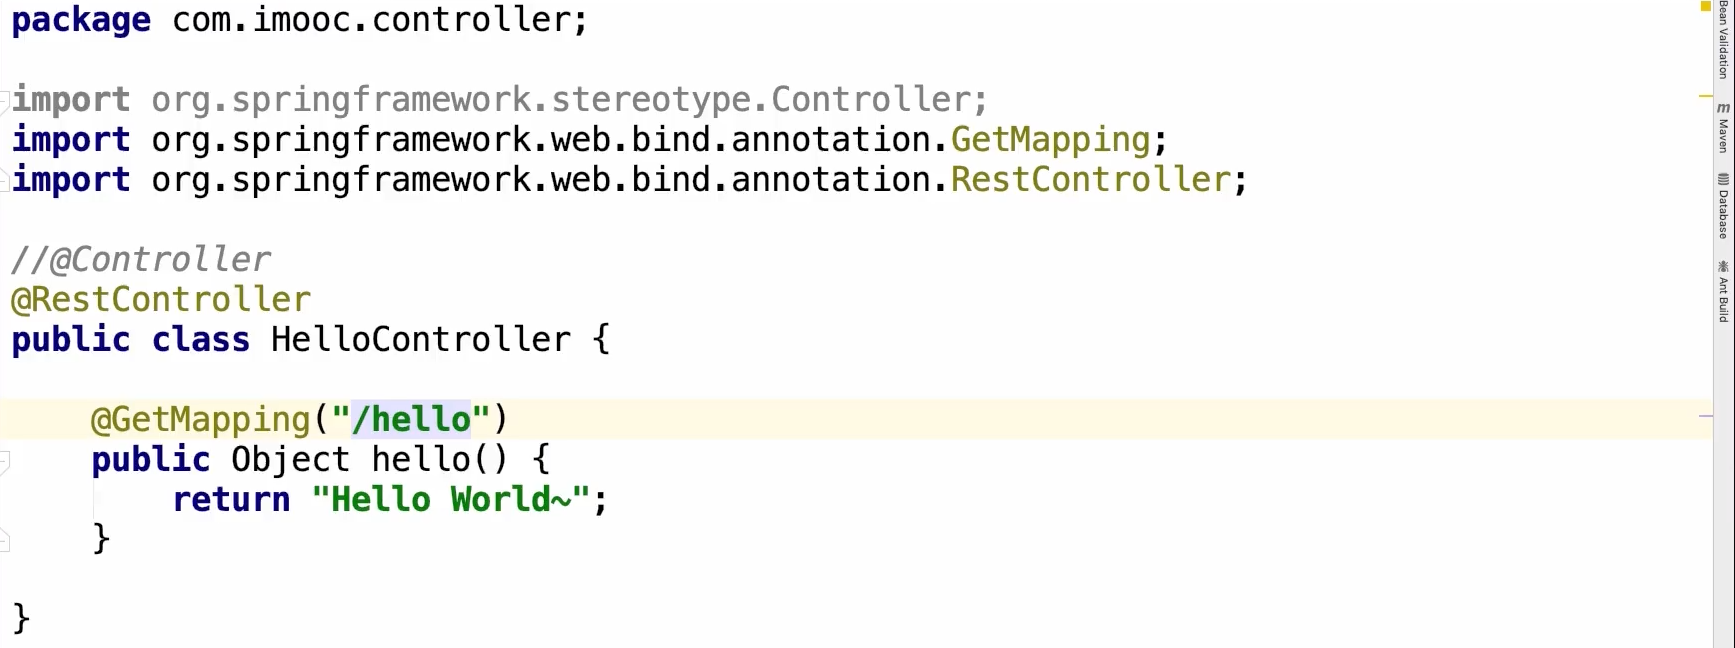 package com.imooc.controller;
import org.springframework.stereotype.Controller;
import org.springframework.web.bind.annotation.GetMapping;
import org.springframework.web.bind.annotation.RestController;
//@Controller
@RestController
public class HelloController {
@GetMapping("/hello")
public Object hello() {
return "Hello World~";
}
}
Bean Validation
m Maven
Database
Ant Build